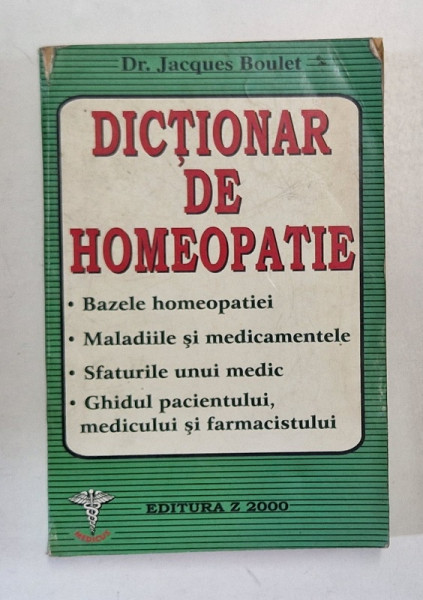 Dr. Jacques Boulet
DICȚIONAR
DE
HOMEOPATIE
• Bazele homeopatiei
• Maladiile și medicamentele
• Sfaturile unui medic
• Ghidul pacientului,
medicului și farmacistului
EDITURA Z 2000
MEDICUS